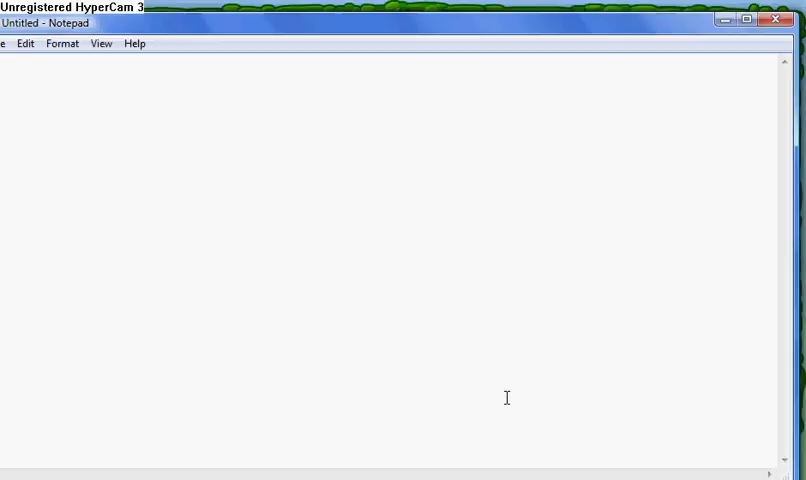 Unregistered HyperCam 3
Untitled - Notepad
e Edit Format View Help